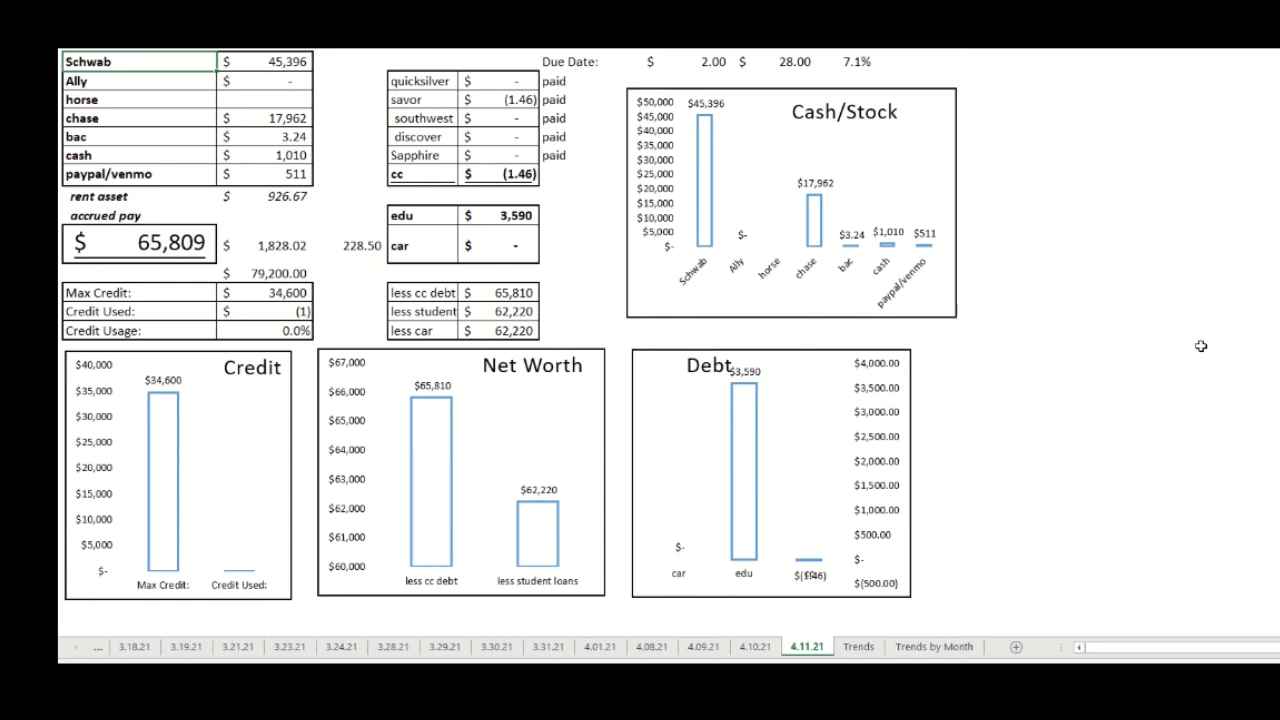 Schwab $ 45,396 Due Date: $ 2.00 $ 28.00 7.1%
Ally $ - quicksilver $ - paid
horse savor $ (1.46) paid
chase $ 17,962 southwest $ - paid
bac $ 3.24 discover $ - paid
cash $ 1,010 Sapphire $ - paid
paypal/venmo $ 511 cc $ (1.46)
rent asset $ 926.67
accrued pay edu $ 3,590
$ 65,809 $ 1,828.02 228.50 car $ -
$ 79,200.00
Max Credit: $ 34,600 less cc debt $ 65,810
Credit Used: $ (1) less student $ 62,220
Credit Usage: 0.0% less car $ 62,220
Cash/Stock
$50,000
$45,000
$40,000
$35,000
$30,000
$25,000
$20,000
$15,000
$10,000
$5,000
$-
$45,396 $- $17,962 $3.24 $1,010 $511
Schwab Ally horse chase bac cash paypal/venmo
Credit
$40,000
$35,000
$30,000
$25,000
$20,000
$15,000
$10,000
$5,000
$-
$34,600
Max Credit: Credit Used:
Net Worth
$67,000
$66,000
$65,000
$64,000
$63,000
$62,000
$61,000
$60,000
$65,810
$62,220
less cc debt less student loans
Debt
$3,590
$-
car edu
$4,000.00
$3,500.00
$3,000.00
$2,500.00
$2,000.00
$1,500.00
$1,000.00
$500.00
$-
$(500.00)
... 3.18.21 3.19.21 3.21.21 3.23.21 3.24.21 3.28.21 3.29.21 3.30.21 3.31.21 4.01.21 4.08.21 4.09.21 4.10.21 4.11.21 Trends Trends by Month